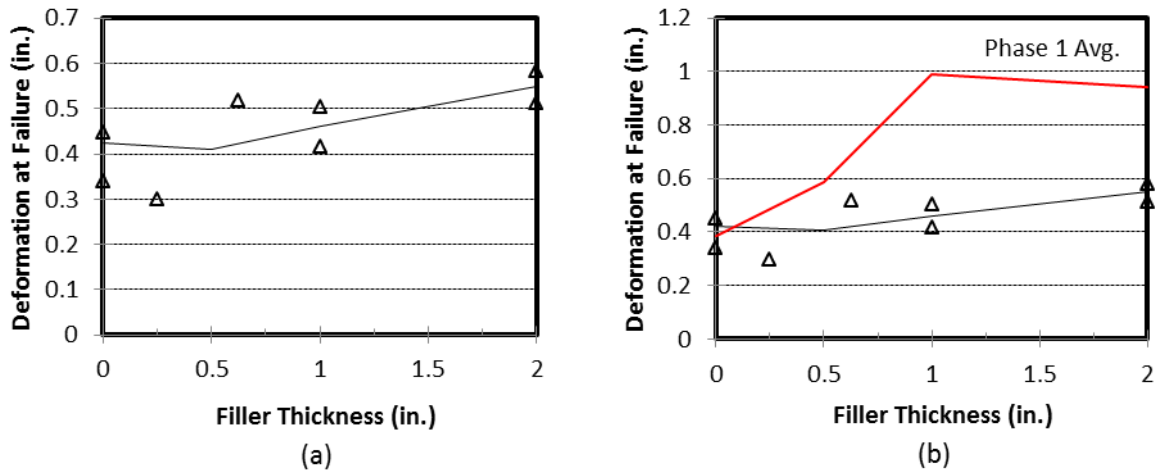 Deformation at Failure (in.)
0.7
0.6
0.5
0.4
0.3
0.2
0.1
0
0 0.5 1 1.5 2
Filler Thickness (in.)
(a)
Deformation at Failure (in.)
1.2
1
0.8
0.6
0.4
0.2
0
Phase 1 Avg.
0 0.5 1 1.5 2
Filler Thickness (in.)
(b)